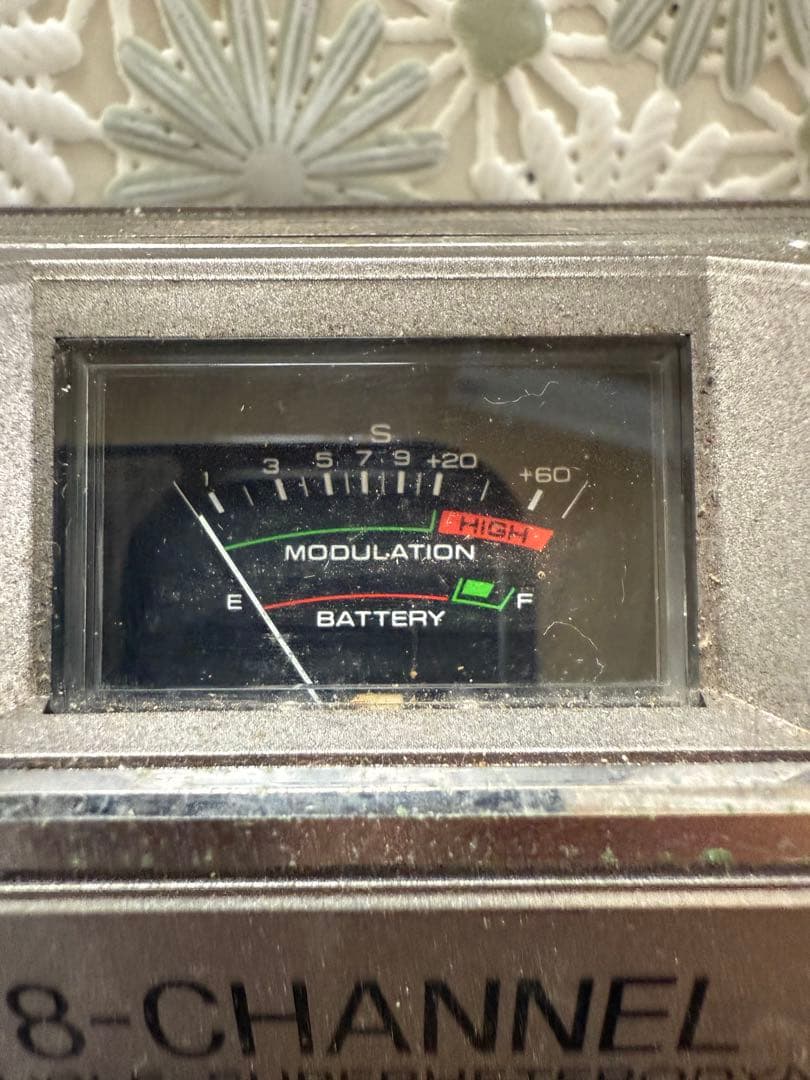 S
1 3 5 7 9 +20 +60
HIGH
MODULATION
E F
BATTERY
8-CHANNEL